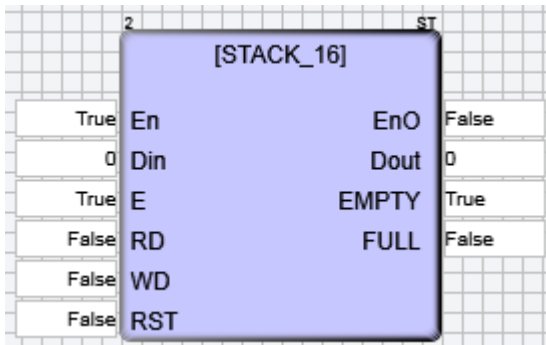 2 ST
[STACK_16]
True En EnO False
0 Din Dout 0
True E EMPTY True
False RD FULL False
False WD
False RST